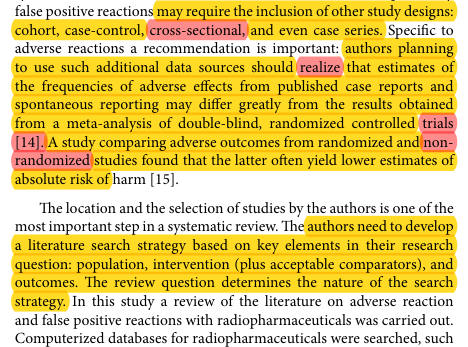 false positive reactions may require the inclusion of other study designs:
cohort, case-control, cross-sectional, and even case series. Specific to
adverse reactions a recommendation is important: authors planning
to use such additional data sources should realize that estimates of
the frequencies of adverse effects from published case reports and
spontaneous reporting may differ greatly from the results obtained
from a meta-analysis of double-blind, randomized controlled trials
[14]. A study comparing adverse outcomes from randomized and non-
randomized studies found that the latter often yield lower estimates of
absolute risk of harm [15].
The location and the selection of studies by the authors is one of the
most important step in a systematic review. The authors need to develop
a literature search strategy based on key elements in their research
question: population, intervention (plus acceptable comparators), and
outcomes. The review question determines the nature of the search
strategy. In this study a review of the literature on adverse reaction
and false positive reactions with radiopharmaceuticals was carried out.
Computerized databases for radiopharmaceuticals were searched, such